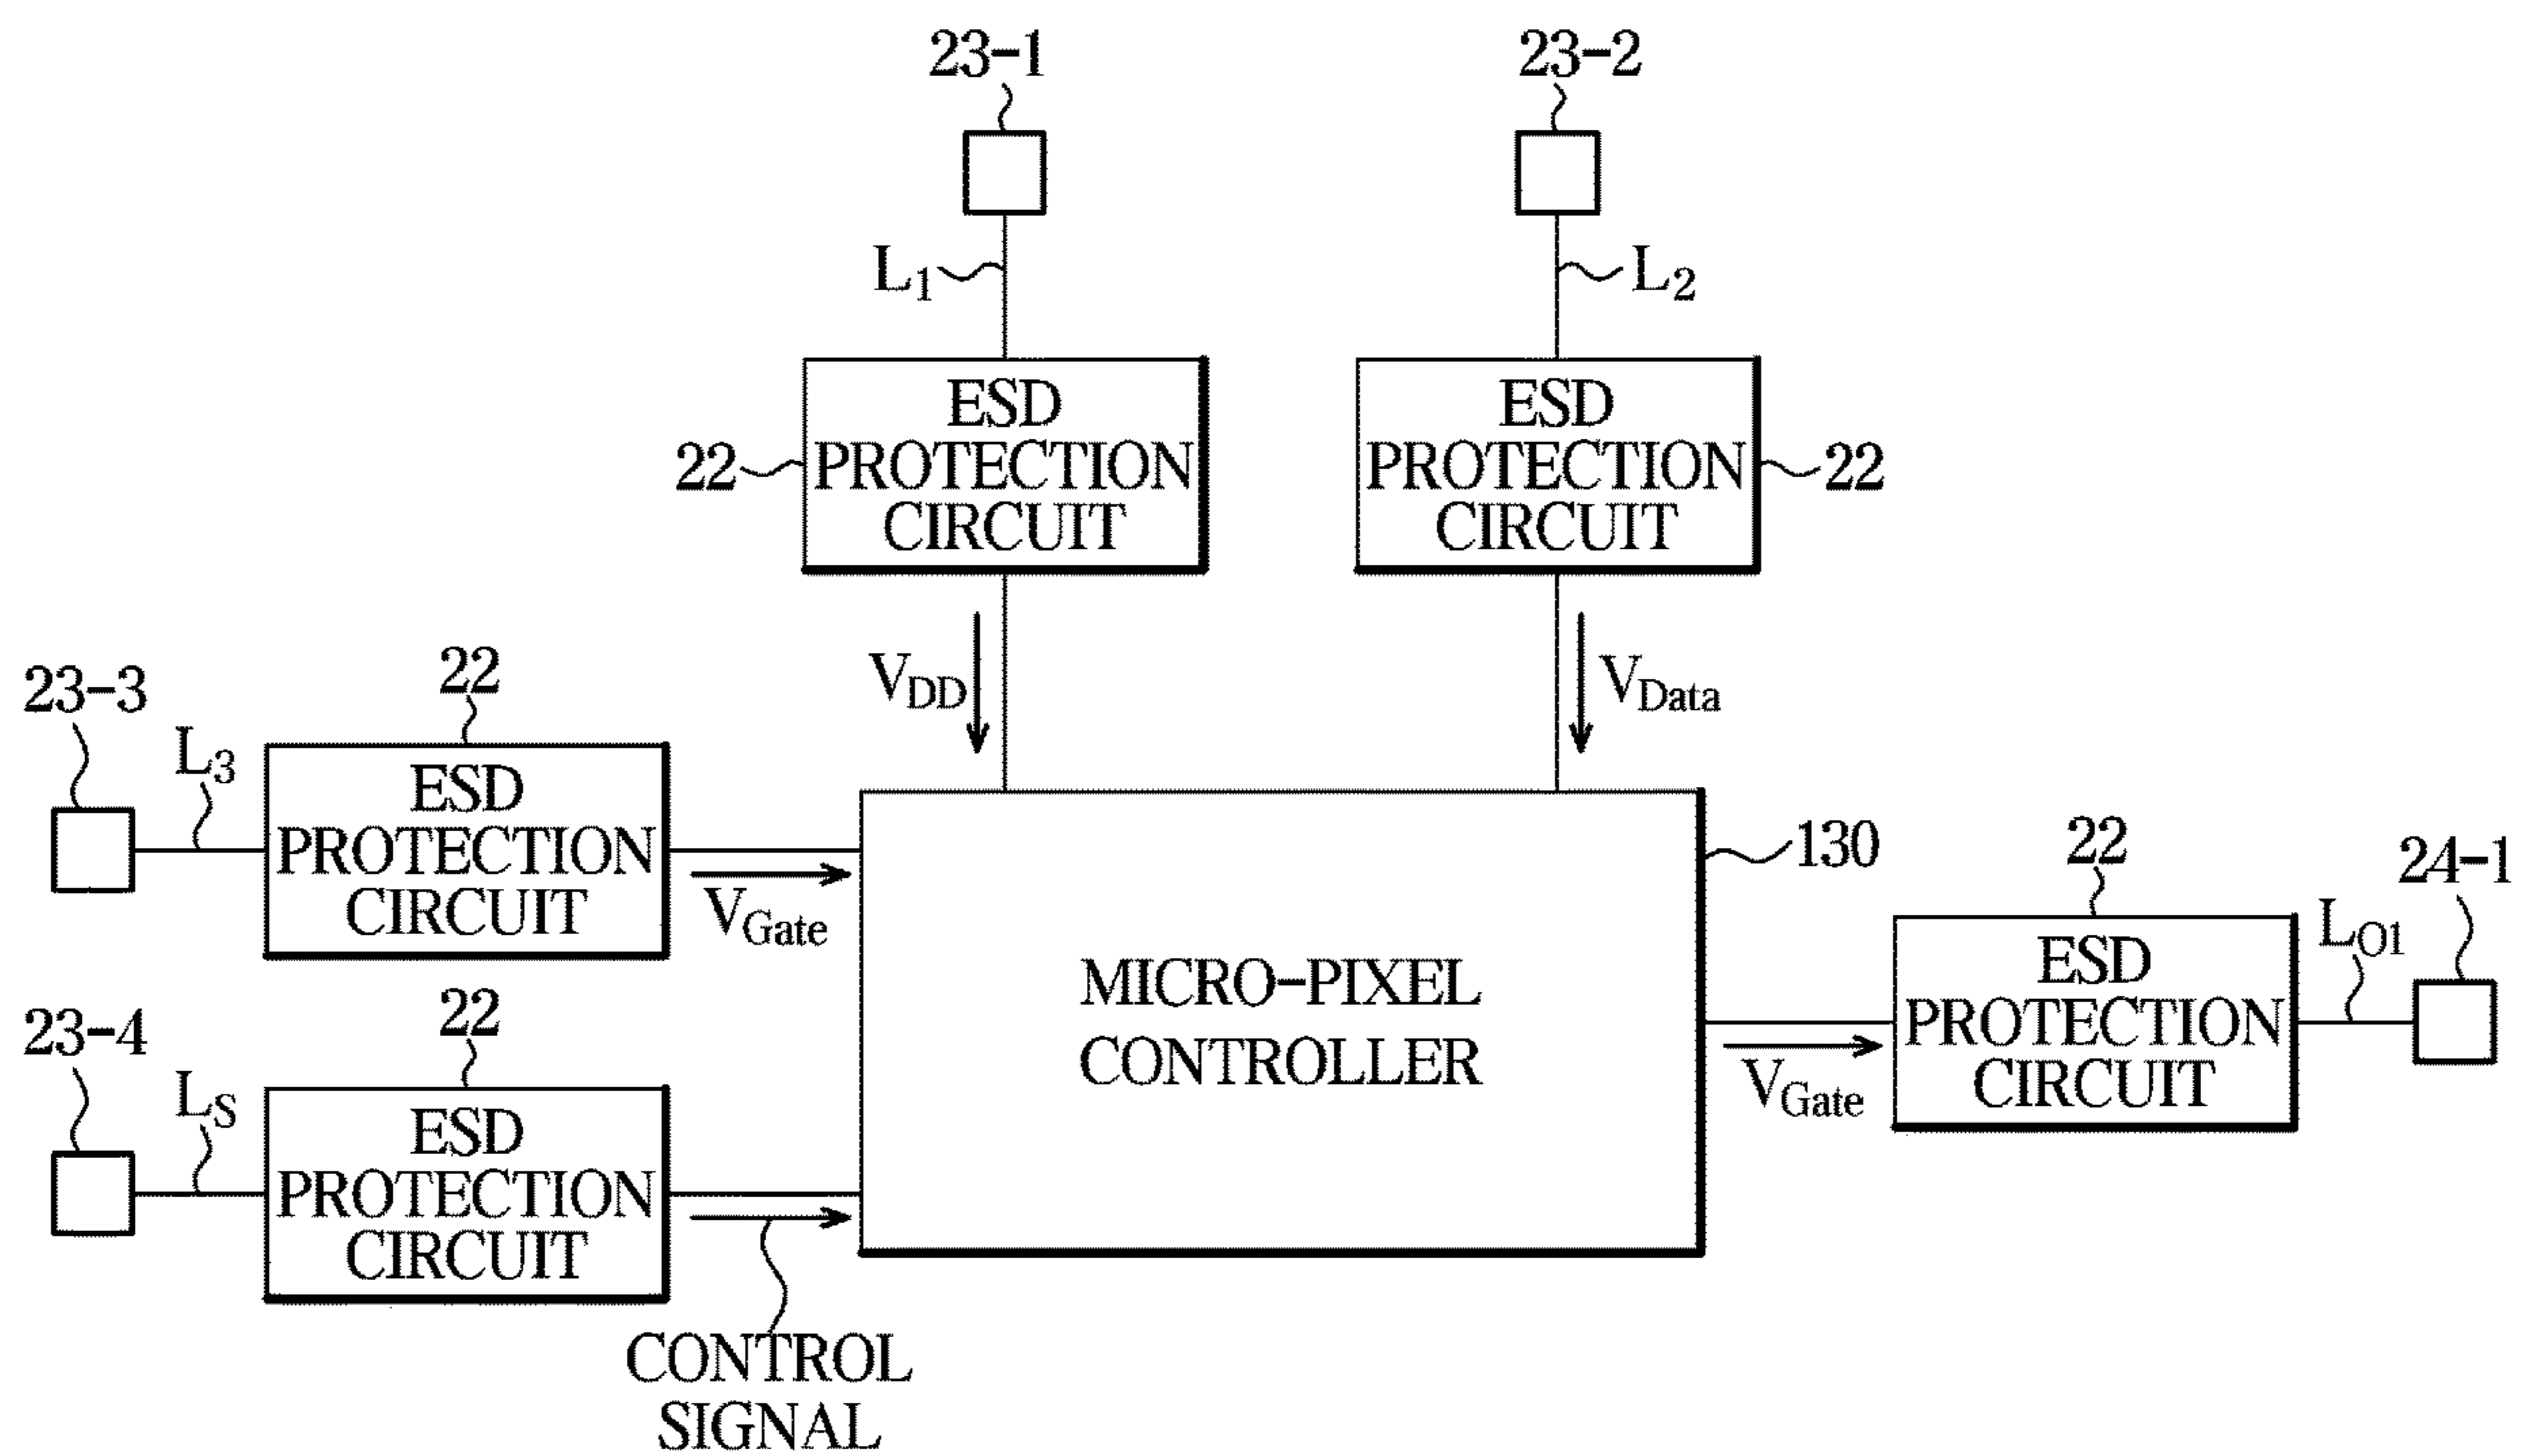 23-1
23-2
L1
L2
ESD
PROTECTION
CIRCUIT
22
ESD
PROTECTION
CIRCUIT
22
VDD
VData
23-3
L3
22
ESD
PROTECTION
CIRCUIT
VGate
23-4
LS
22
ESD
PROTECTION
CIRCUIT
CONTROL
SIGNAL
MICRO-PIXEL
CONTROLLER
130
VGate
22
ESD
PROTECTION
CIRCUIT
LO1
24-1